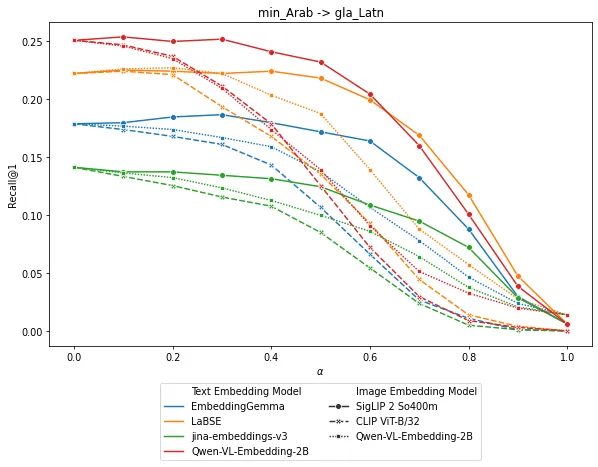 min_Arab -> gla_Latn
0.25
0.20
0.15
0.10
0.05
0.00
Recall@1
0.0 0.2 0.4 0.6 0.8 1.0
α
Text Embedding Model Image Embedding Model
EmbeddingGemma SigLIP 2 So400m
LaBSE CLIP ViT-B/32
jina-embeddings-v3 Qwen-VL-Embedding-2B
Qwen-VL-Embedding-2B